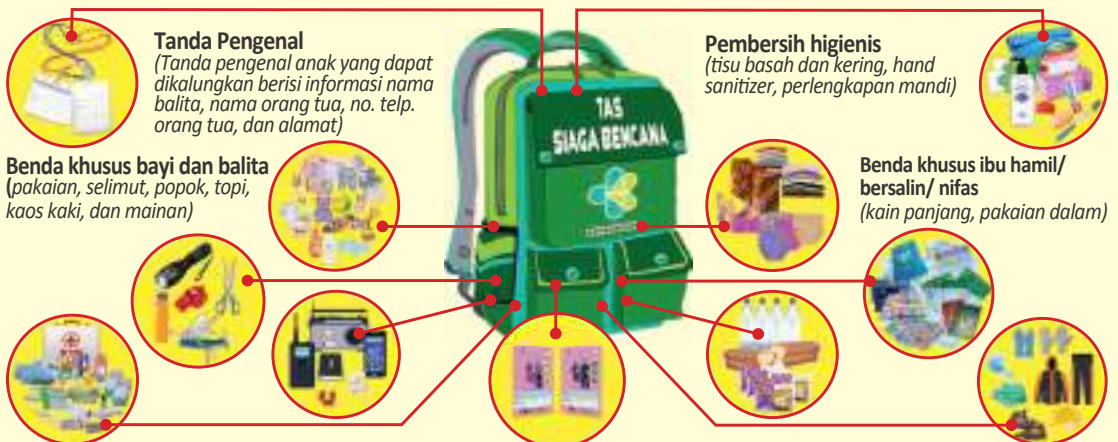 Tanda Pengenal
(Tanda pengenal anak yang dapat
dikalungkan berisi informasi nama
balita, nama orang tua, no. telp.
orang tua, dan alamat)
Pembersih higienis
(tisu basah dan kering, hand
sanitizer, perlengkapan mandi)
TAS
SIAGA BENCANA
Benda khusus bayi dan balita
(pakaian, selimut, popok, topi,
kaos kaki, dan mainan)
Benda khusus ibu hamil/
bersalin/ nifas
(kain panjang, pakaian dalam)